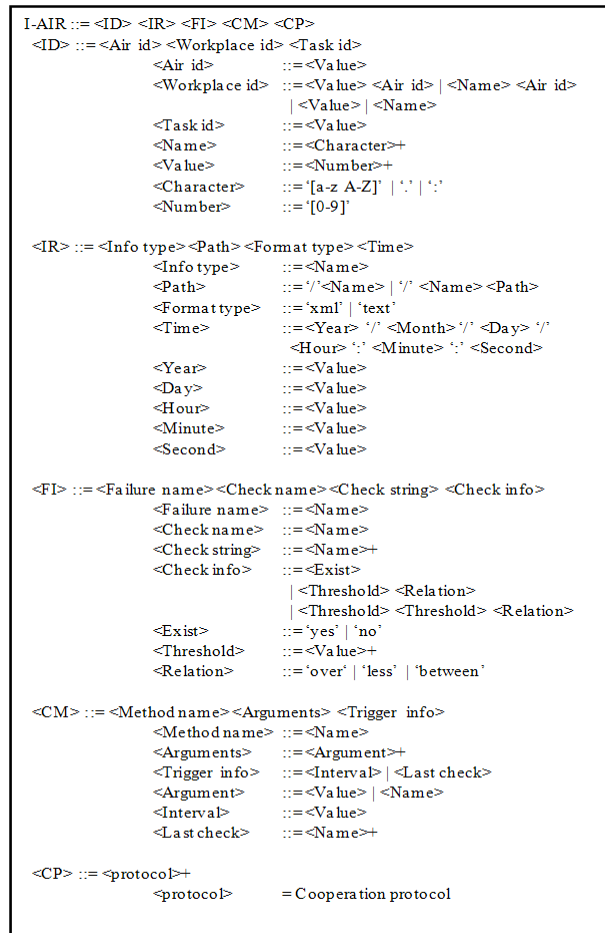 I-AIR ::= <ID> <IR> <FI> <CM> <CP>
<ID> ::= <Air id> <Workplace id> <Task id>
<Air id> ::= <Value>
<Workplace id> ::= <Value> <Air id> | <Name> <Air id>
| <Value> | <Name>
<Task id> ::= <Value>
<Name> ::= <Character>+
<Value> ::= <Number>+
<Character> ::= ‘[a-z A-Z]’ | ‘.’ | ‘:’
<Number> ::= ‘[0-9]’
<IR> ::= <Info type> <Path> <Format type> <Time>
<Info type> ::= <Name>
<Path> ::= ‘/’ <Name> | ‘/’ <Name> <Path>
<Format type> ::= ‘xml’ | ‘text’
<Time> ::= <Year> ‘/’ <Month> ‘/’ <Day> ‘/’
<Hour> ‘:’ <Minute> ‘:’ <Second>
<Year> ::= <Value>
<Day> ::= <Value>
<Hour> ::= <Value>
<Minute> ::= <Value>
<Second> ::= <Value>
<FI> ::= <Failure name> <Check name> <Check string> <Check info>
<Failure name> ::= <Name>
<Check name> ::= <Name>
<Check string> ::= <Name>+
<Check info> ::= <Exist>
| <Threshold> <Relation>
| <Threshold> <Threshold> <Relation>
<Exist> ::= ‘yes’ | ‘no’
<Threshold> ::= <Value>+
<Relation> ::= ‘over‘ | ‘less’ | ‘between’
<CM> ::= <Method name> <Arguments> <Trigger info>
<Method name> ::= <Name>
<Arguments> ::= <Argument>+
<Trigger info> ::= <Interval> | <Last check>
<Argument> ::= <Value> | <Name>
<Interval> ::= <Value>
<Last check> ::= <Name>+
<CP> ::= <protocol>+
<protocol> = Cooperation protocol